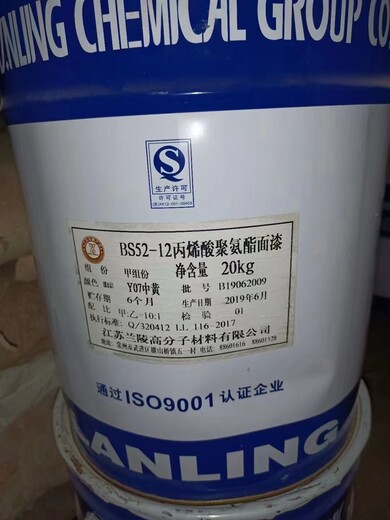 NLING CHEMICAL GROUP CO
生产许可
许可证号
BS52-12丙烯酸聚氨酯面漆
组份 甲组份 净含量 20kg
颜色 Y07中黄 批号 B19062009
贮存期 6个月 生产日期 2019年6月
配比 甲:乙=10:1 检验 01
执行标准: Q/320412 LL 116-2017
江苏兰陵高分子材料有限公司
通过ISO9001认证企业
LANLING